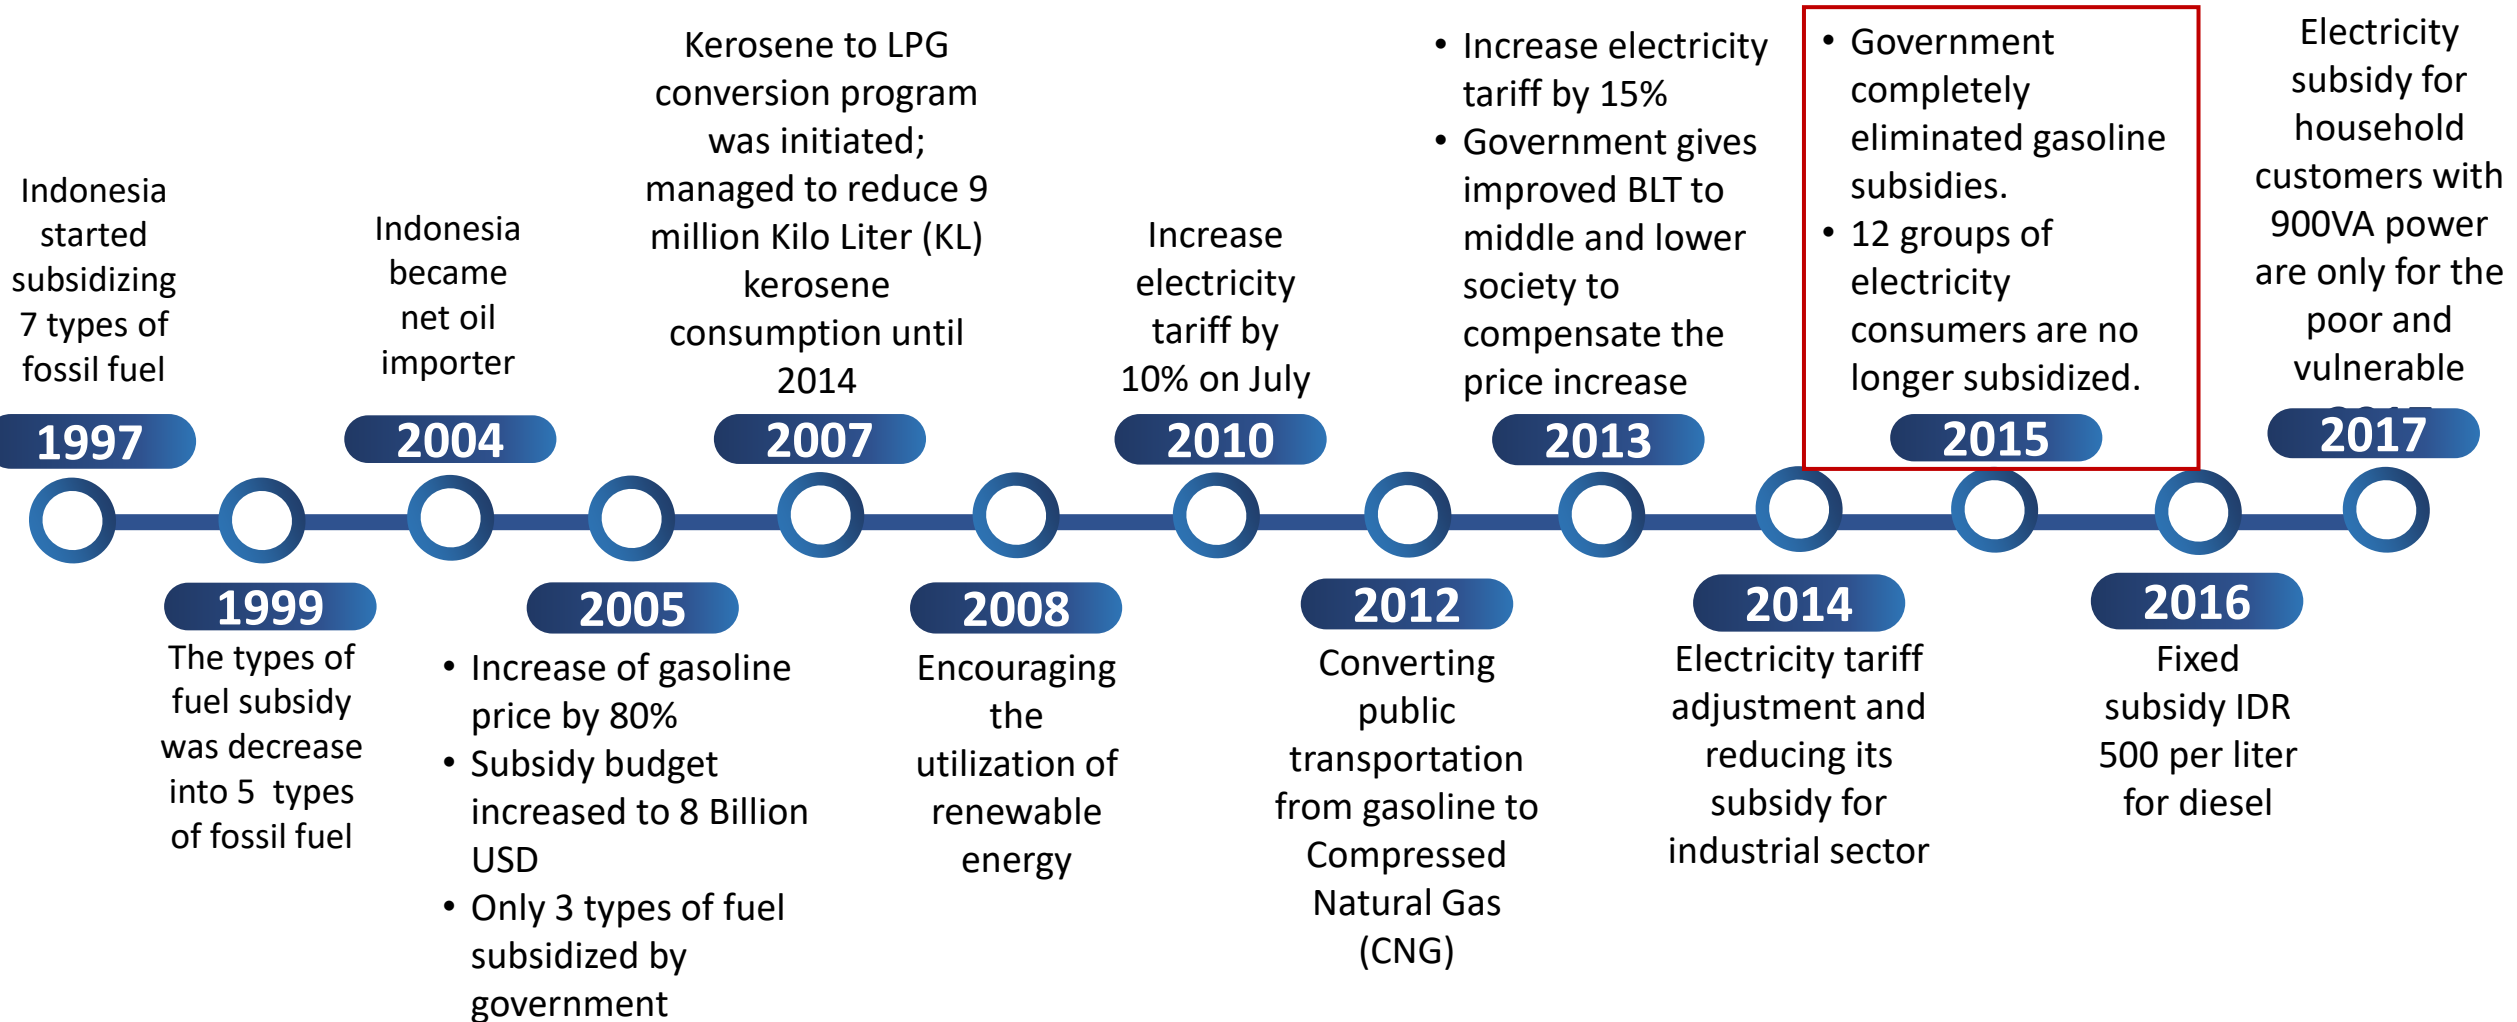 Indonesia
started
subsidizing
7 types of
fossil fuel
1997
The types of
fuel subsidy
was decrease
into 5 types
of fossil fuel
1999
Indonesia
became
net oil
importer
2004
2005
• Increase of gasoline
price by 80%
• Subsidy budget
increased to 8 Billion
USD
• Only 3 types of fuel
subsidized by
government
Kerosene to LPG
conversion program
was initiated;
managed to reduce 9
million Kilo Liter (KL)
kerosene
consumption until
2014
2007
2008
Encouraging
the
utilization of
renewable
energy
Increase
electricity
tariff by
10% on July
2010
2012
Converting
public
transportation
from gasoline to
Compressed
Natural Gas
(CNG)
• Increase electricity
tariff by 15%
• Government gives
improved BLT to
middle and lower
society to
compensate the
price increase
2013
2014
Electricity tariff
adjustment and
reducing its
subsidy for
industrial sector
• Government
completely
eliminated gasoline
subsidies.
• 12 groups of
electricity
consumers are no
longer subsidized.
2015
2016
Fixed
subsidy IDR
500 per liter
for diesel
Electricity
subsidy for
household
customers with
900VA power
are only for the
poor and
vulnerable
2017